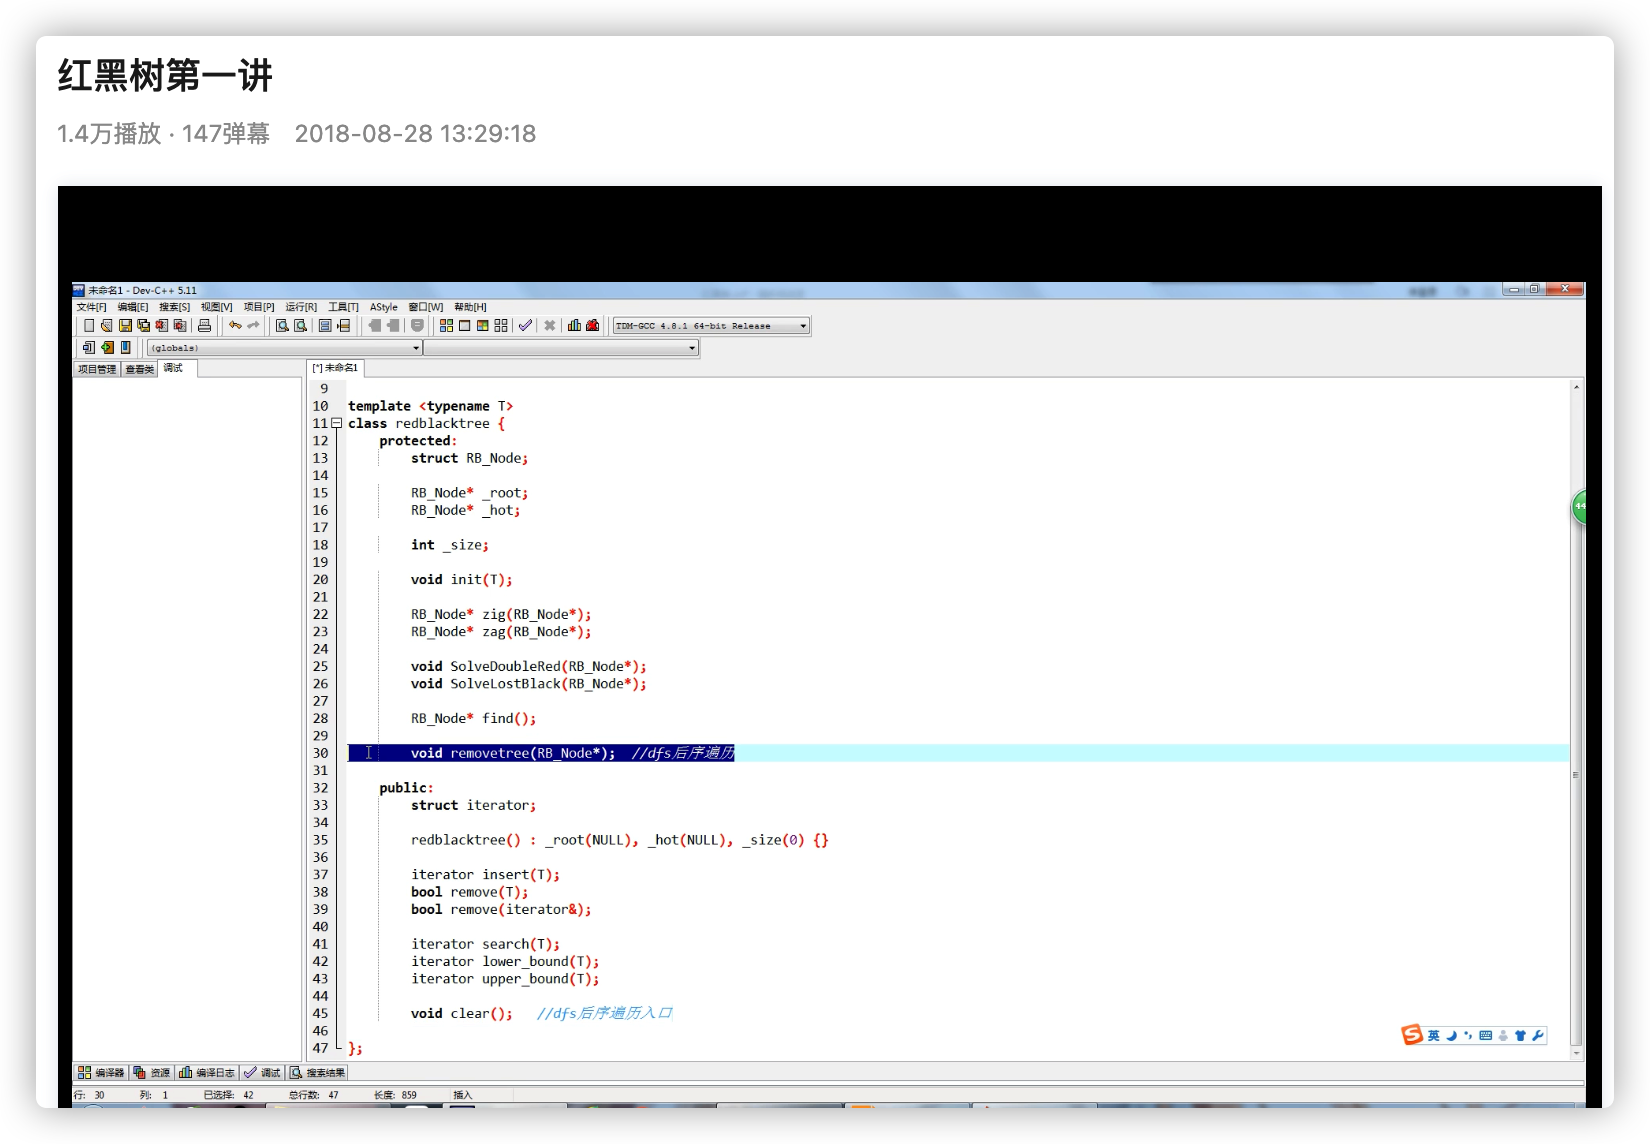 红黑树第一讲
1.4万播放 · 147弹幕 2018-08-28 13:29:18
未命名1 - Dev-C++ 5.11
文件[F] 编辑[E] 搜索[S] 视图[V] 项目[P] 运行[R] 工具[T] AStyle 窗口[W] 帮助[H]
TDM-GCC 4.8.1 64-bit Release
(globals)
项目管理 查看类 调试 [*] 未命名1
9
10 template <typename T>
11 class redblacktree {
12 protected:
13 struct RB_Node;
14
15 RB_Node* _root;
16 RB_Node* _hot;
17
18 int _size;
19
20 void init(T);
21
22 RB_Node* zig(RB_Node*);
23 RB_Node* zag(RB_Node*);
24
25 void SolveDoubleRed(RB_Node*);
26 void SolveLostBlack(RB_Node*);
27
28 RB_Node* find();
29
30 void removetree(RB_Node*); //dfs后序遍历
31
32 public:
33 struct iterator;
34
35 redblacktree() : _root(NULL), _hot(NULL), _size(0) {}
36
37 iterator insert(T);
38 bool remove(T);
39 bool remove(iterator&);
40
41 iterator search(T);
42 iterator lower_bound(T);
43 iterator upper_bound(T);
44
45 void clear(); //dfs后序遍历入口
46
47 };
44
英
编译器 资源 编译日志 调试 搜索结果
行: 30 列: 1 已选择: 42 总行数: 47 长度: 859 插入